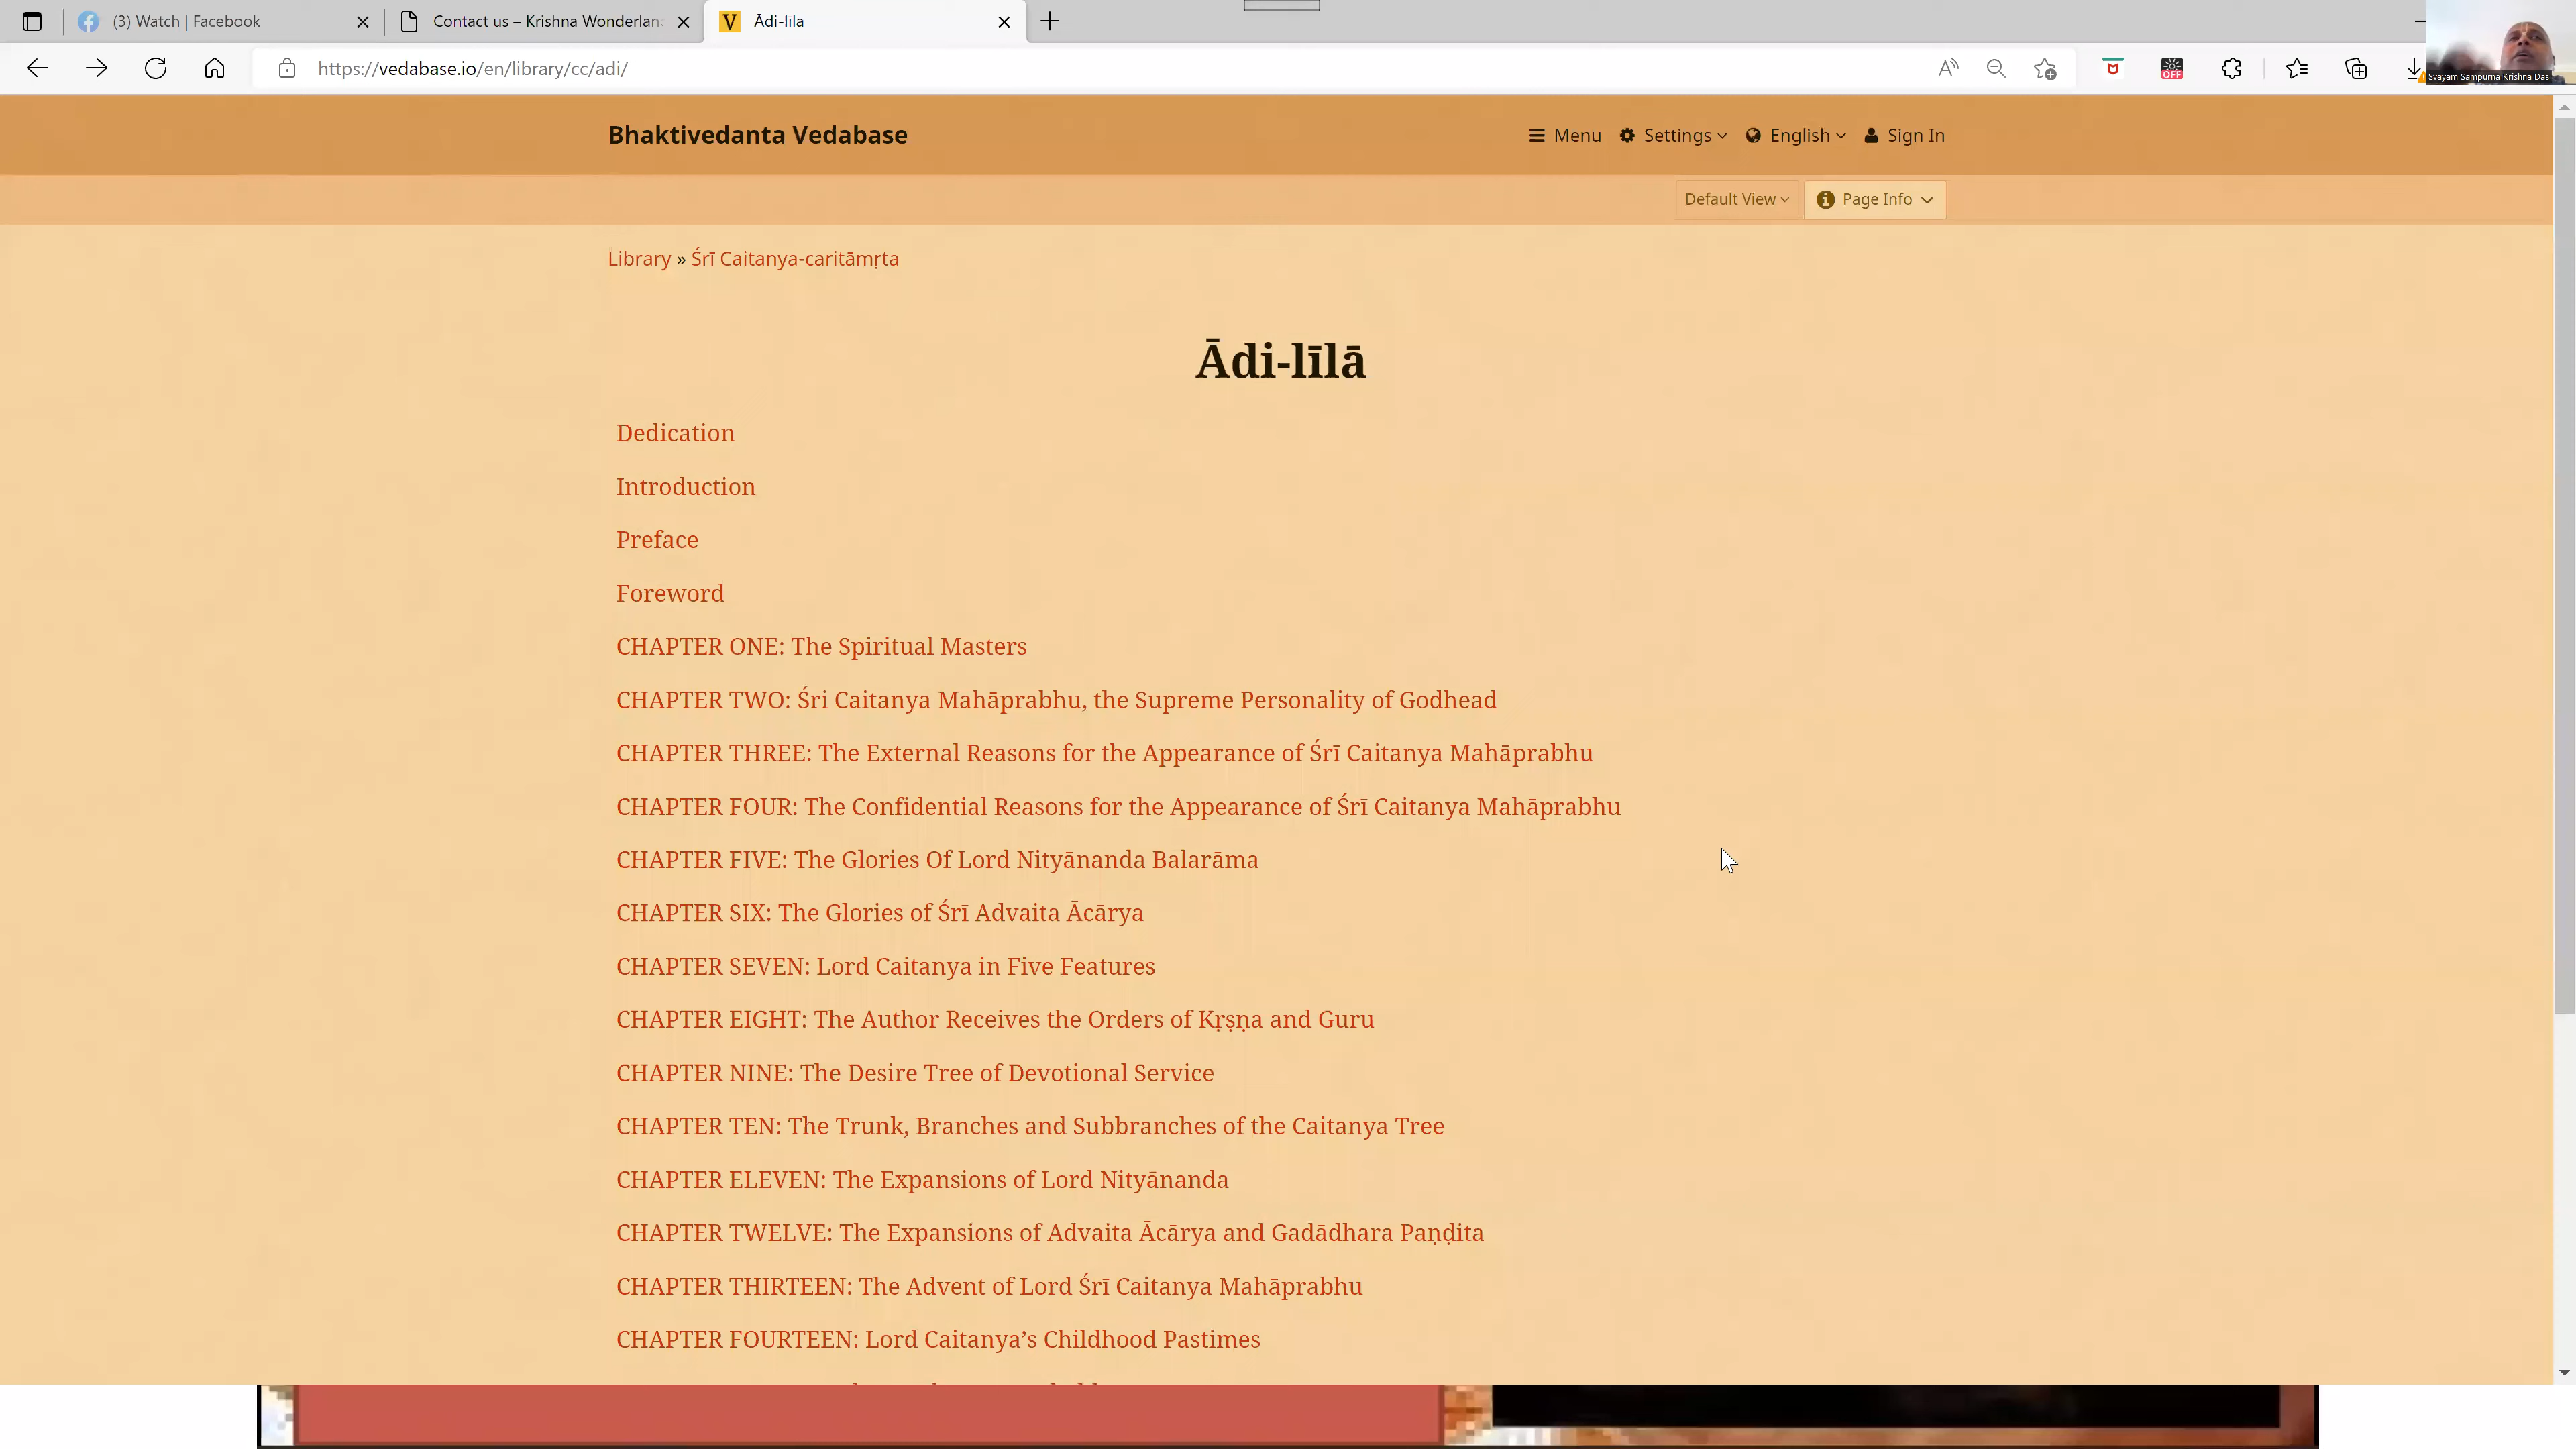 (3) Watch | Facebook
Contact us – Krishna Wonderland
Ādi-līlā
https://vedabase.io/en/library/cc/adi/
OFF
Svayam Sampurna Krishna Das
Bhaktivedanta Vedabase
Menu Settings English Sign In
Default View Page Info
Library » Śrī Caitanya-caritāmṛta
Ādi-līlā
Dedication
Introduction
Preface
Foreword
CHAPTER ONE: The Spiritual Masters
CHAPTER TWO: Śri Caitanya Mahāprabhu, the Supreme Personality of Godhead
CHAPTER THREE: The External Reasons for the Appearance of Śrī Caitanya Mahāprabhu
CHAPTER FOUR: The Confidential Reasons for the Appearance of Śrī Caitanya Mahāprabhu
CHAPTER FIVE: The Glories Of Lord Nityānanda Balarāma
CHAPTER SIX: The Glories of Śrī Advaita Ācārya
CHAPTER SEVEN: Lord Caitanya in Five Features
CHAPTER EIGHT: The Author Receives the Orders of Kṛṣṇa and Guru
CHAPTER NINE: The Desire Tree of Devotional Service
CHAPTER TEN: The Trunk, Branches and Subbranches of the Caitanya Tree
CHAPTER ELEVEN: The Expansions of Lord Nityānanda
CHAPTER TWELVE: The Expansions of Advaita Ācārya and Gadādhara Paṇḍita
CHAPTER THIRTEEN: The Advent of Lord Śrī Caitanya Mahāprabhu
CHAPTER FOURTEEN: Lord Caitanya’s Childhood Pastimes